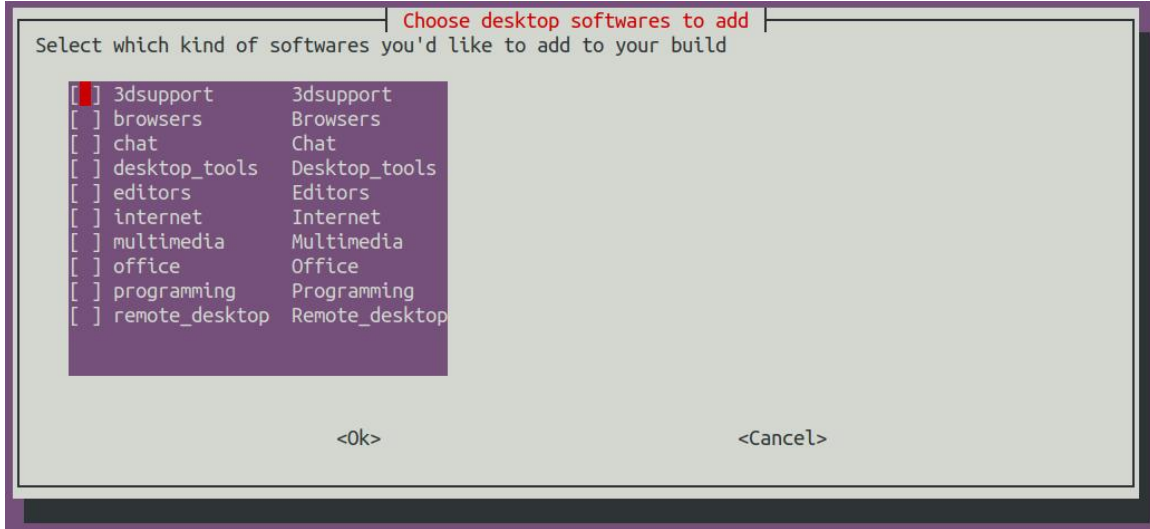 Choose desktop softwares to add
Select which kind of softwares you'd like to add to your build
[ ] 3dsupport 3dsupport
[ ] browsers Browsers
[ ] chat Chat
[ ] desktop_tools Desktop_tools
[ ] editors Editors
[ ] internet Internet
[ ] multimedia Multimedia
[ ] office Office
[ ] programming Programming
[ ] remote_desktop Remote_desktop
<Ok> <Cancel>